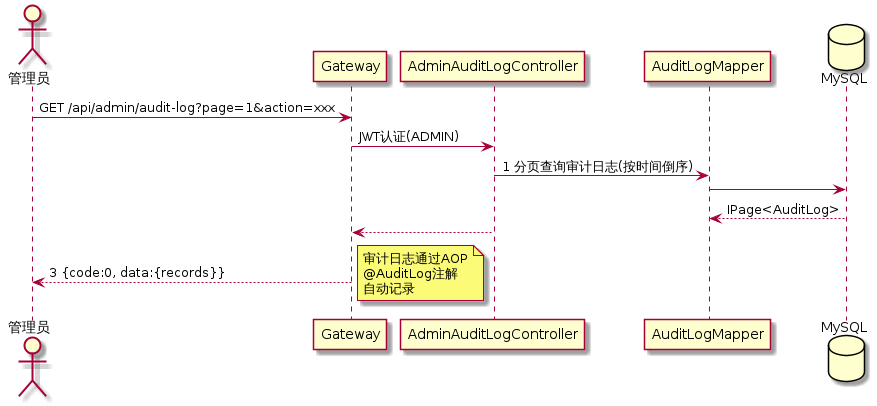 管理员
Gateway
AdminAuditLogController
AuditLogMapper
MySQL
GET /api/admin/audit-log?page=1&action=xxx
JWT认证(ADMIN)
1 分页查询审计日志(按时间倒序)
IPage<AuditLog>
审计日志通过AOP
@AuditLog注解
自动记录
3 {code:0, data:{records}}
管理员
Gateway
AdminAuditLogController
AuditLogMapper
MySQL